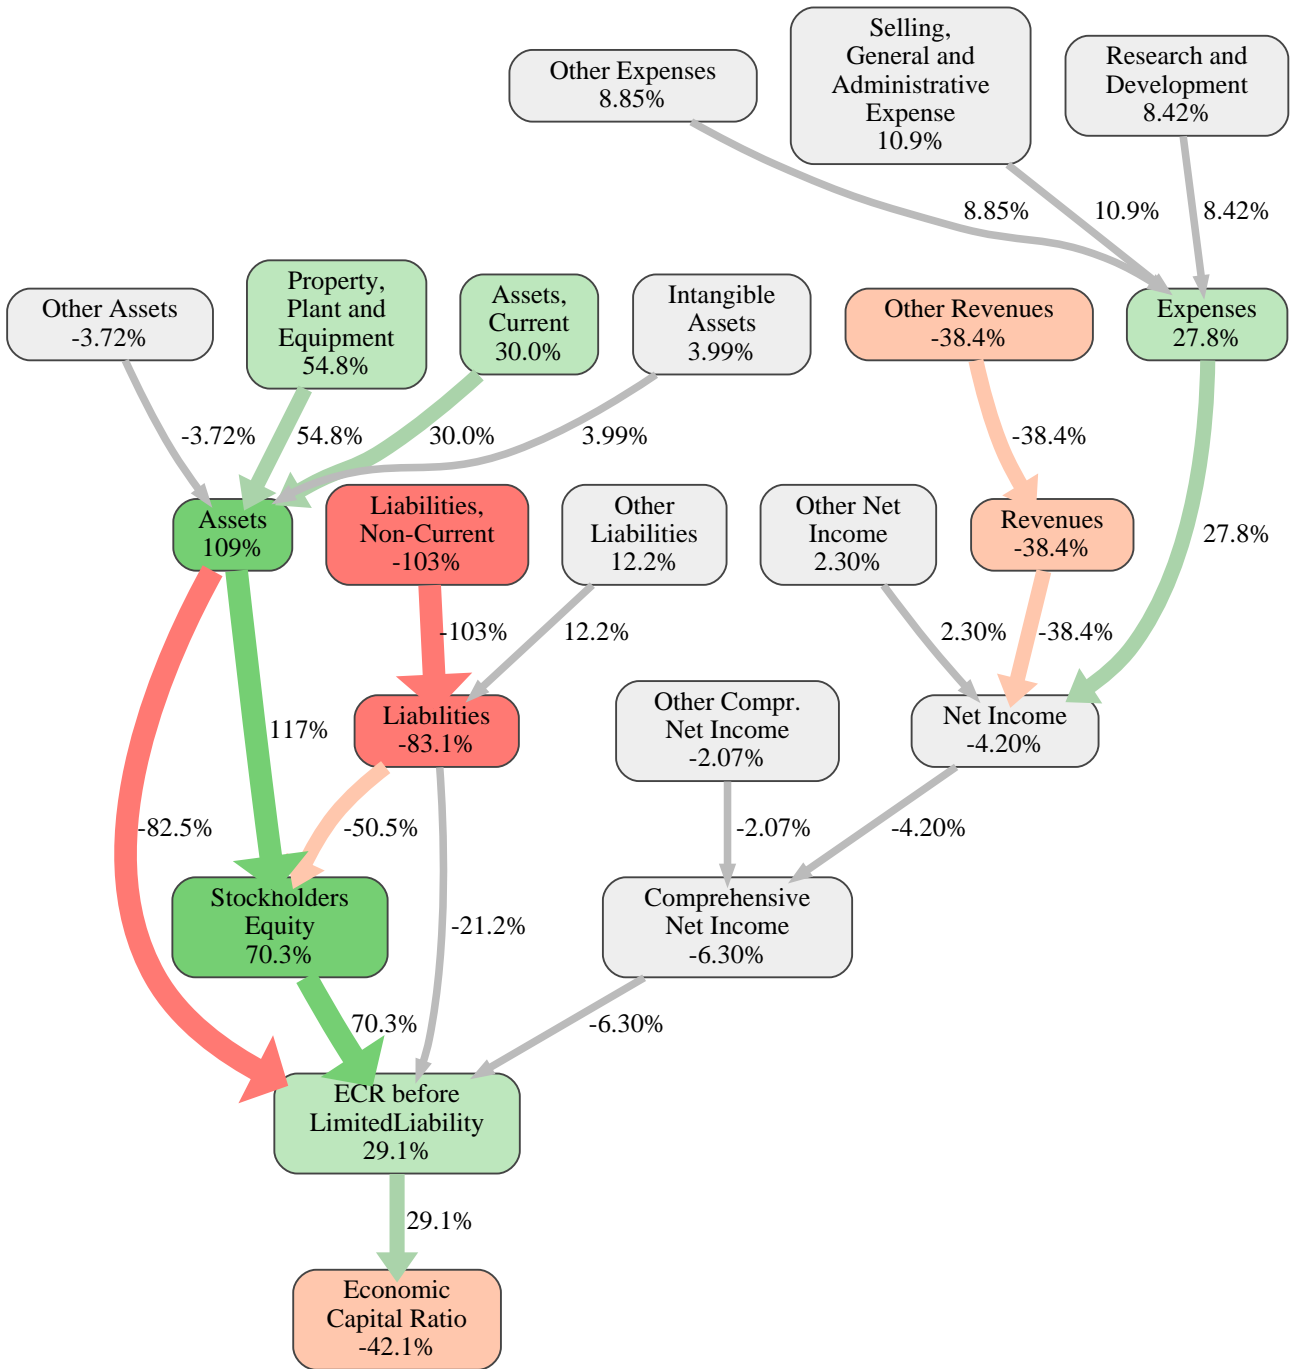 Selling,
General and
Administrative
Expense
10.9%
Other Expenses
8.85%
Research and
Development
8.42%
8.85%
10.9%
8.42%
Other Assets
-3.72%
Property,
Plant and
Equipment
54.8%
Assets,
Current
30.0%
Intangible
Assets
3.99%
Other Revenues
-38.4%
Expenses
27.8%
-3.72%
54.8%
30.0%
3.99%
-38.4%
Assets
109%
Liabilities,
Non-Current
-103%
Other
Liabilities
12.2%
Other Net
Income
2.30%
Revenues
-38.4%
27.8%
-103%
12.2%
2.30%
-38.4%
117%
Liabilities
-83.1%
Other Compr.
Net Income
-2.07%
Net Income
-4.20%
-82.5%
-50.5%
-2.07%
-4.20%
Stockholders
Equity
70.3%
-21.2%
Comprehensive
Net Income
-6.30%
70.3%
-6.30%
ECR before
LimitedLiability
29.1%
29.1%
Economic
Capital Ratio
-42.1%